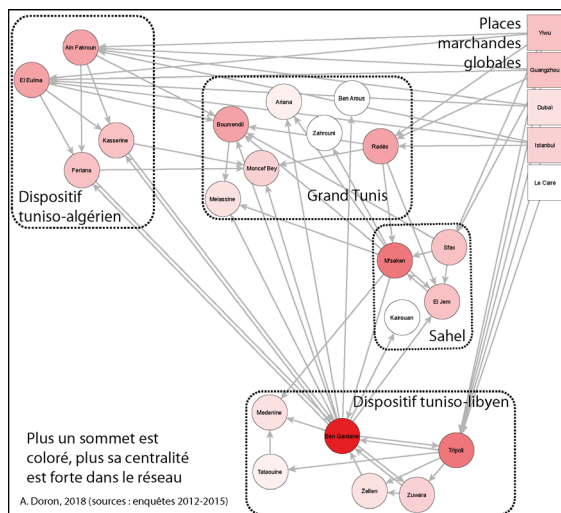 Places
marchandes
globales
Yiwu
Guangzhou
Dubaï
Istanbul
Le Caire
Aïn Fakroun
El Eulma
Kasserine
Feriana
Dispositif
tuniso-algérien
Ariana
Ben Arous
Boumendil
Zahrouni
Radès
Moncef Bey
Melassine
Grand Tunis
Sfax
M'saken
El Jem
Kairouan
Sahel
Dispositif tuniso-libyen
Medenine
Ben Gardane
Tripoli
Tataouine
Zelten
Zuwara
Plus un sommet est
coloré, plus sa centralité
est forte dans le réseau
A. Doron, 2018 (sources : enquêtes 2012-2015)